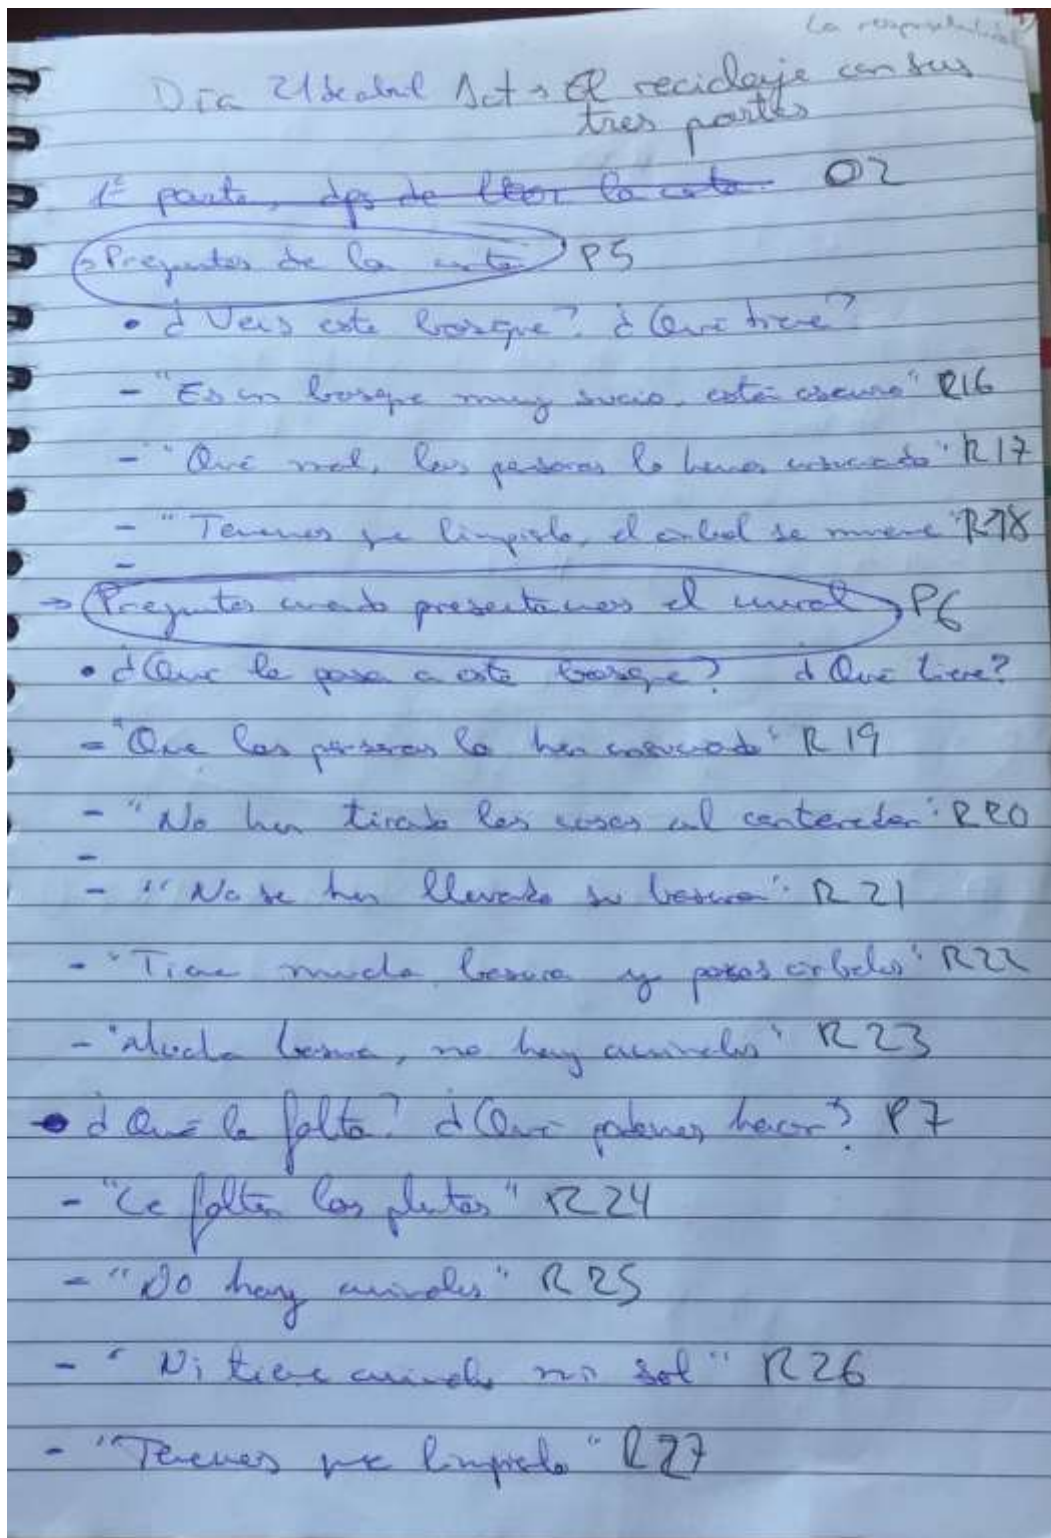 La responsabilidad
Día 21 de abril Act → El reciclaje con sus
tres partes
1ª parte, dps de leer la carta. O2
→ Preguntas de la carta P5
• ¿Veis este bosque? ¿Qué tiene?
- "Es un bosque muy sucio, está oscuro" R16
- "Qué mal, las personas lo hemos ensuciado" R17
- "Tenemos que limpiarlo, el árbol se muere" R18
-
→ Preguntas cuando presentamos el mural P6
• ¿Qué le pasa a este bosque? ¿Qué tiene?
- "Que las personas lo han ensuciado" R19
- "No han tirado las cosas al contenedor" R20
-
- "No se han llevado su basura" R21
- "Tiene mucha basura y pocos árboles" R22
- "Mucha basura, no hay animales" R23
• ¿Qué le falta? ¿Qué podemos hacer? P7
- "Le faltan las plantas" R24
- "No hay animales" R25
- "Ni tiene animales ni sol" R26
- "Tenemos que limpiarlo" R27